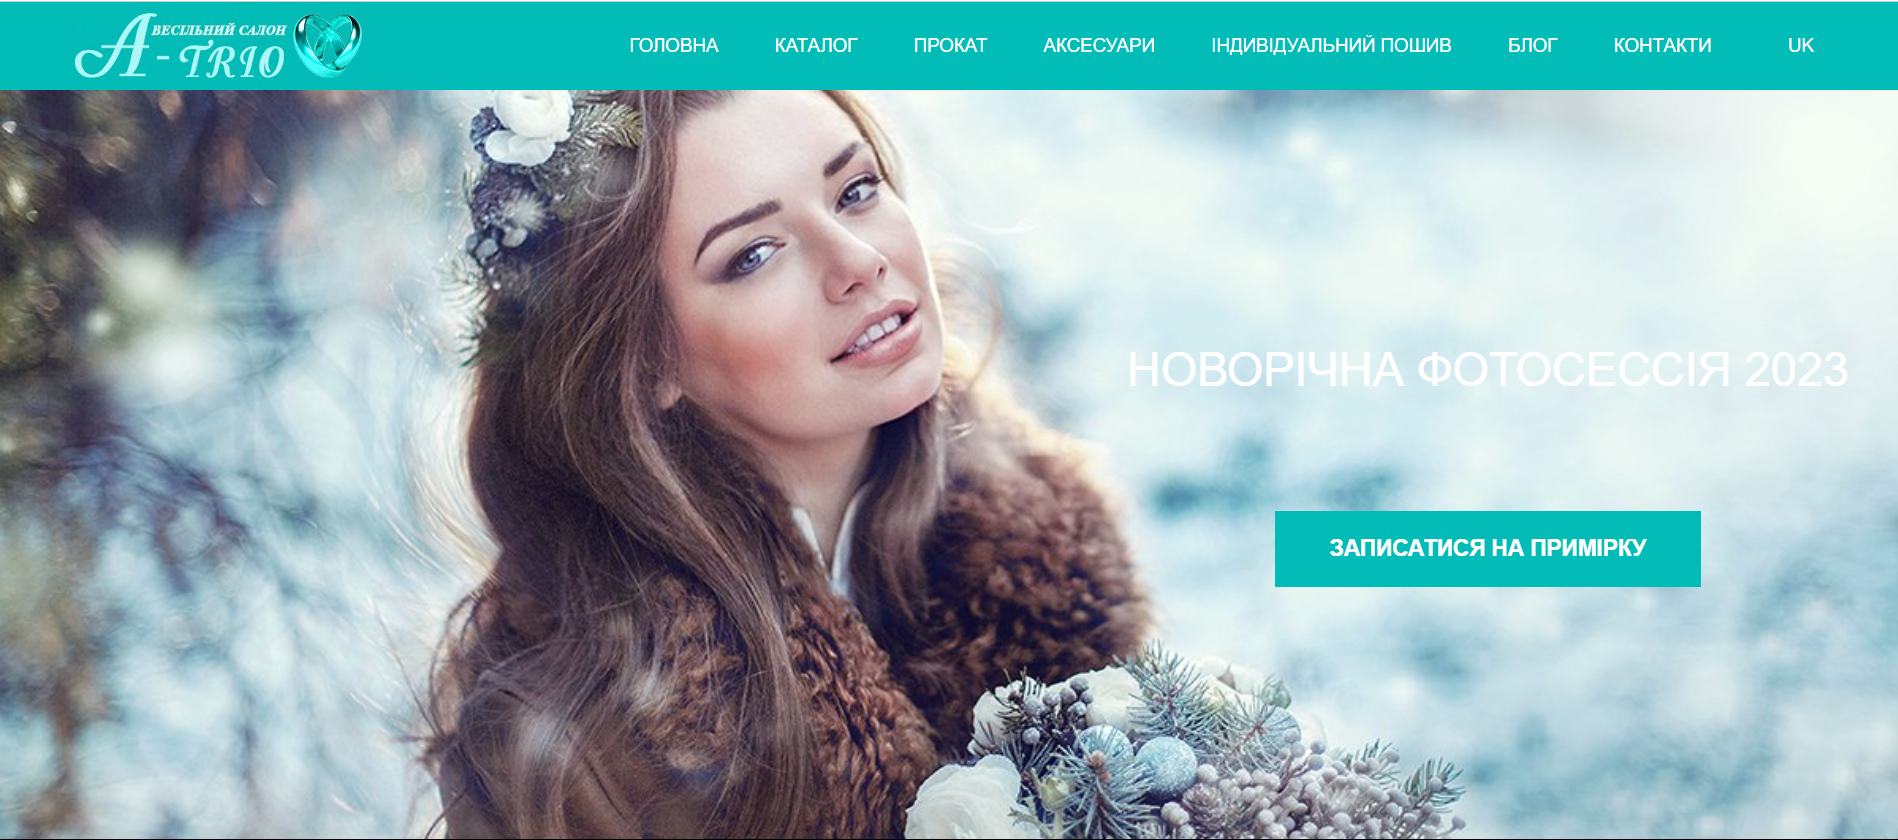 ВЕСІЛЬНИЙ САЛОН
А-TRIO
ГОЛОВНА КАТАЛОГ ПРОКАТ АКСЕСУАРИ ІНДИВІДУАЛЬНИЙ ПОШИВ БЛОГ КОНТАКТИ UK
НОВОРІЧНА ФОТОСЕССІЯ 2023
ЗАПИСАТИСЯ НА ПРИМІРКУ